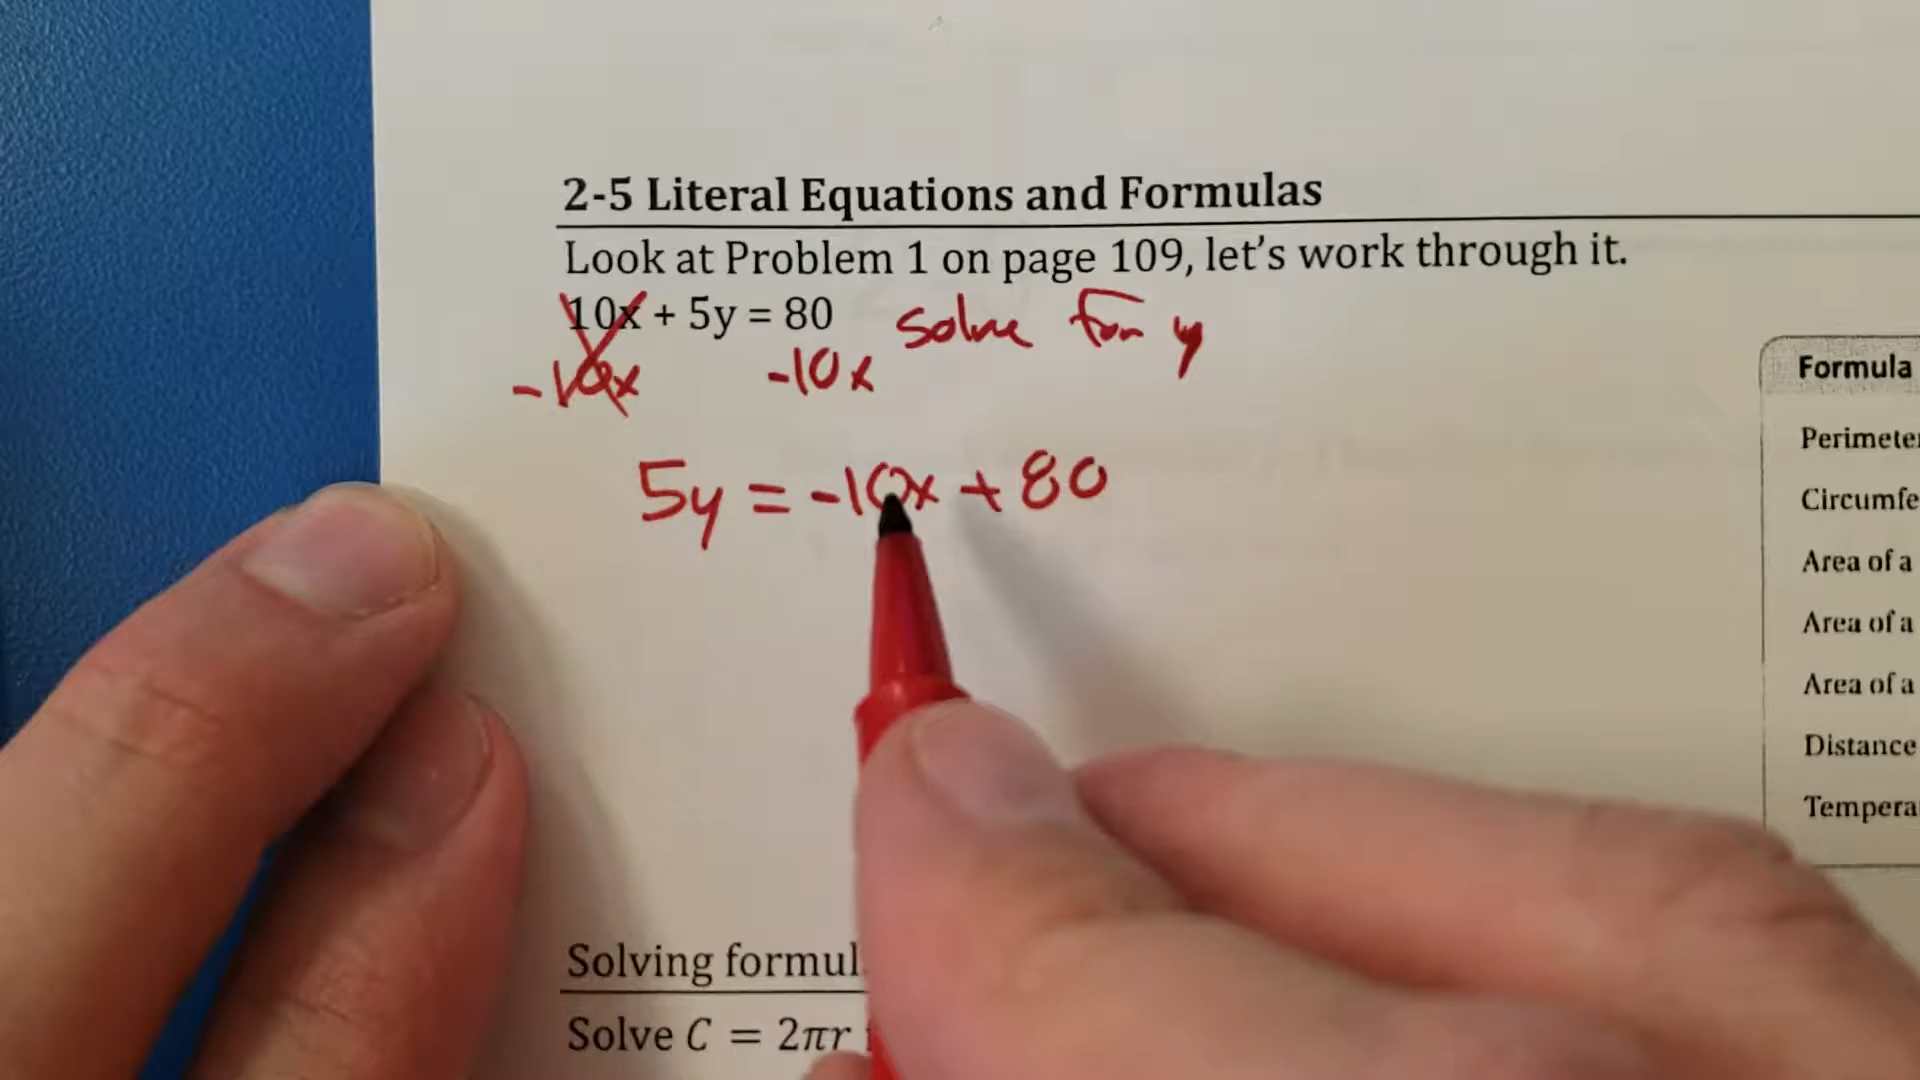 2-5 Literal Equations and Formulas
Look at Problem 1 on page 109, let's work through it.
10x + 5y = 80 solve for y
-10x -10x
5y = -10x + 80
Formula
Perimeter
Circumfe
Area of a
Area of a
Area of a
Distance
Tempera
Solving formul
Solve C = 2πr